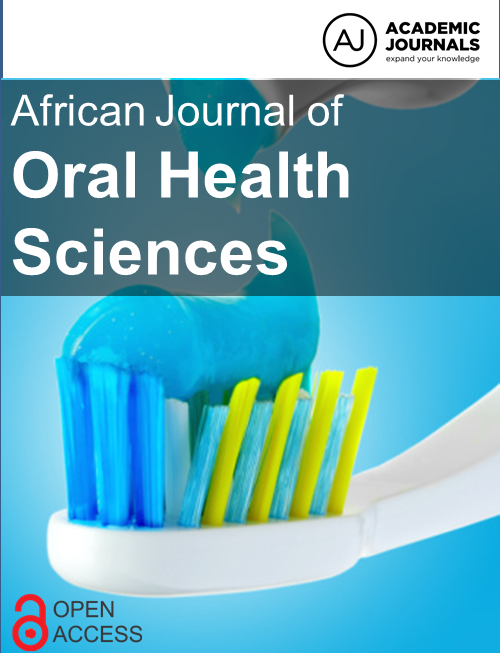 AJ
ACADEMIC
JOURNALS
expand your knowledge
African Journal of
Oral Health
Sciences
OPEN
ACCESS